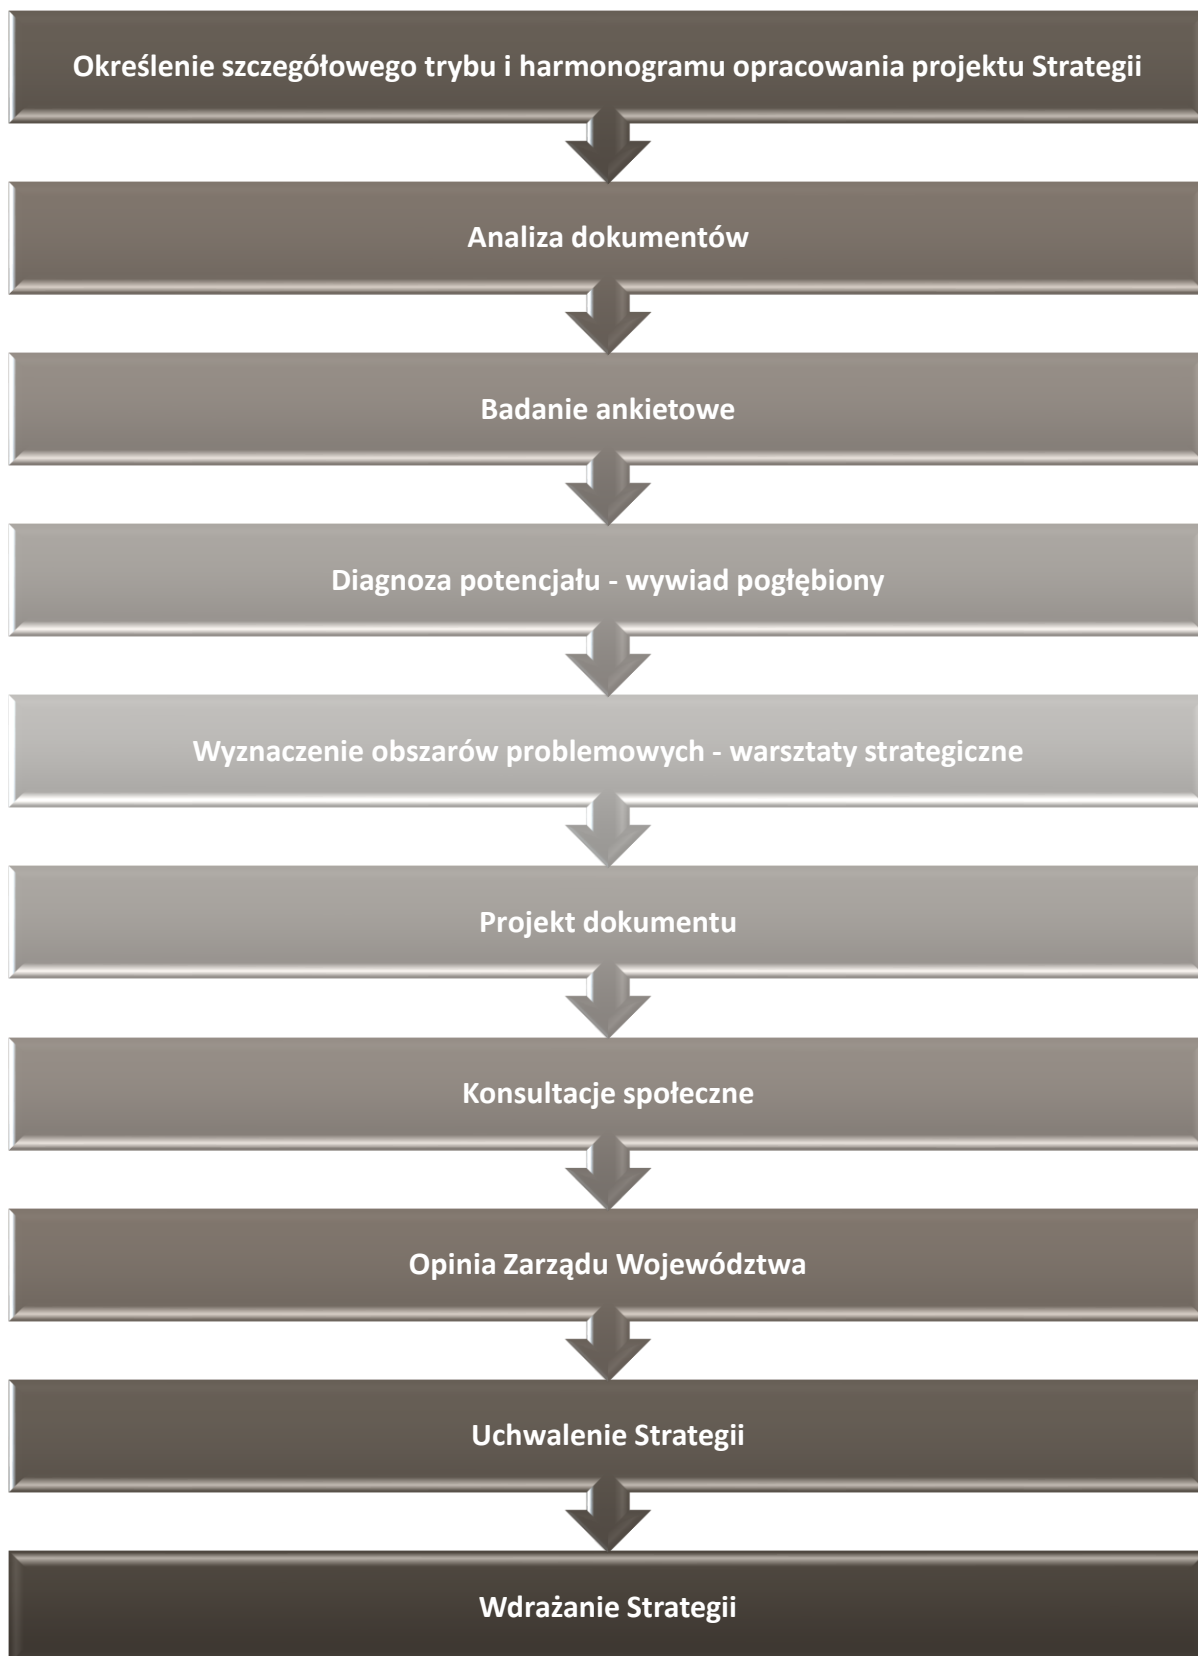 Określenie szczegółowego trybu i harmonogramu opracowania projektu Strategii
Analiza dokumentów
Badanie ankietowe
Diagnoza potencjału - wywiad pogłębiony
Wyznaczenie obszarów problemowych - warsztaty strategiczne
Projekt dokumentu
Konsultacje społeczne
Opinia Zarządu Województwa
Uchwalenie Strategii
Wdrażanie Strategii